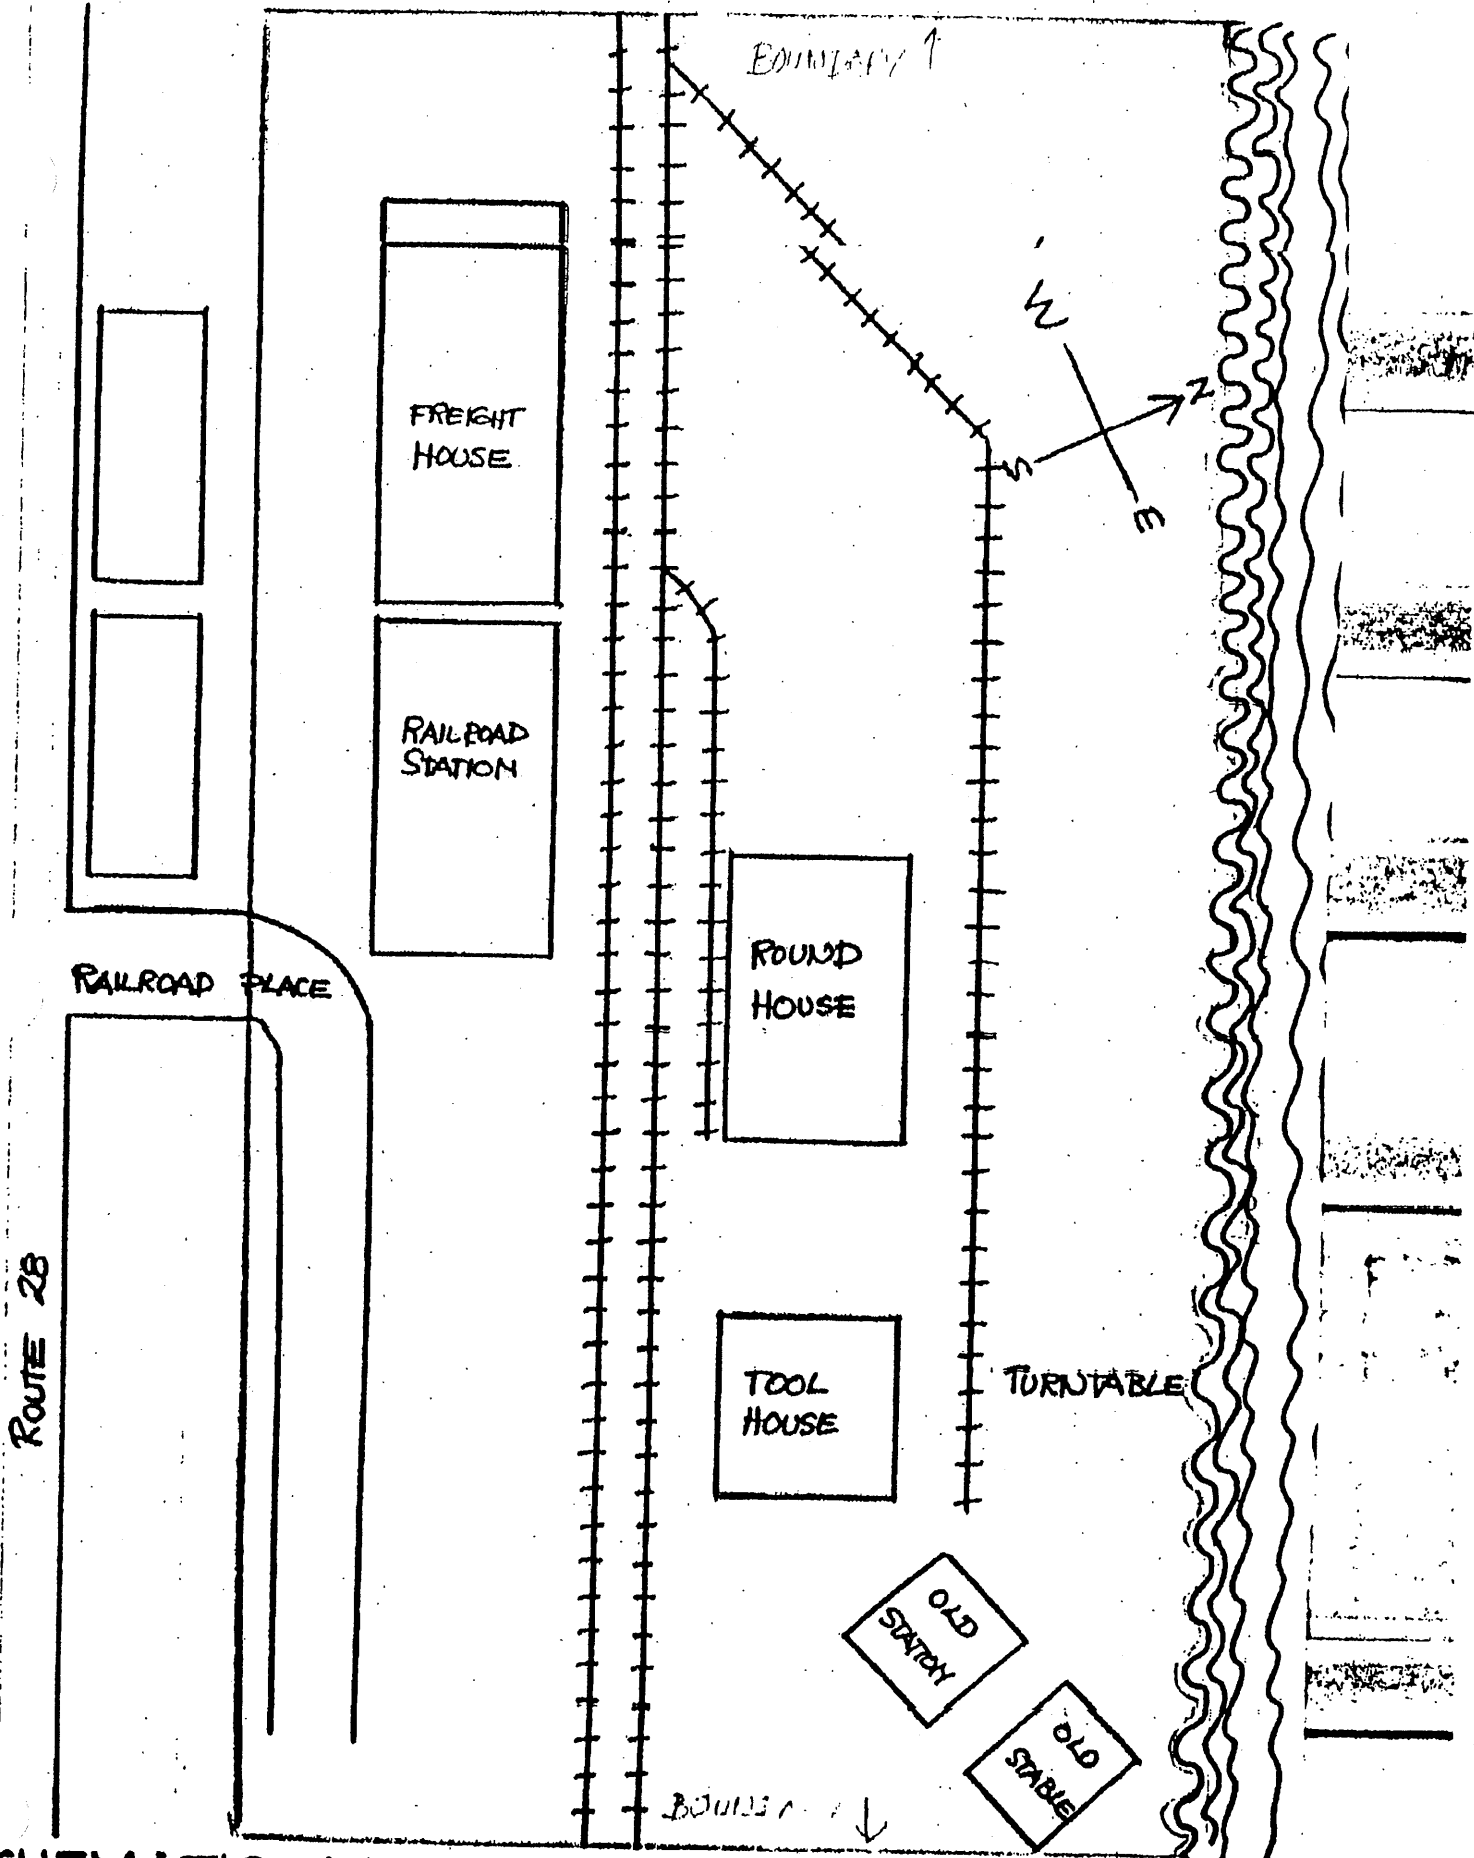 BOUNDARY ↑
W
N
S
E
FREIGHT
HOUSE
RAILROAD
STATION
ROUND
HOUSE
RAILROAD PLACE
ROUTE 28
TOOL
HOUSE
TURNTABLE
OLD
STATION
OLD
STABLE